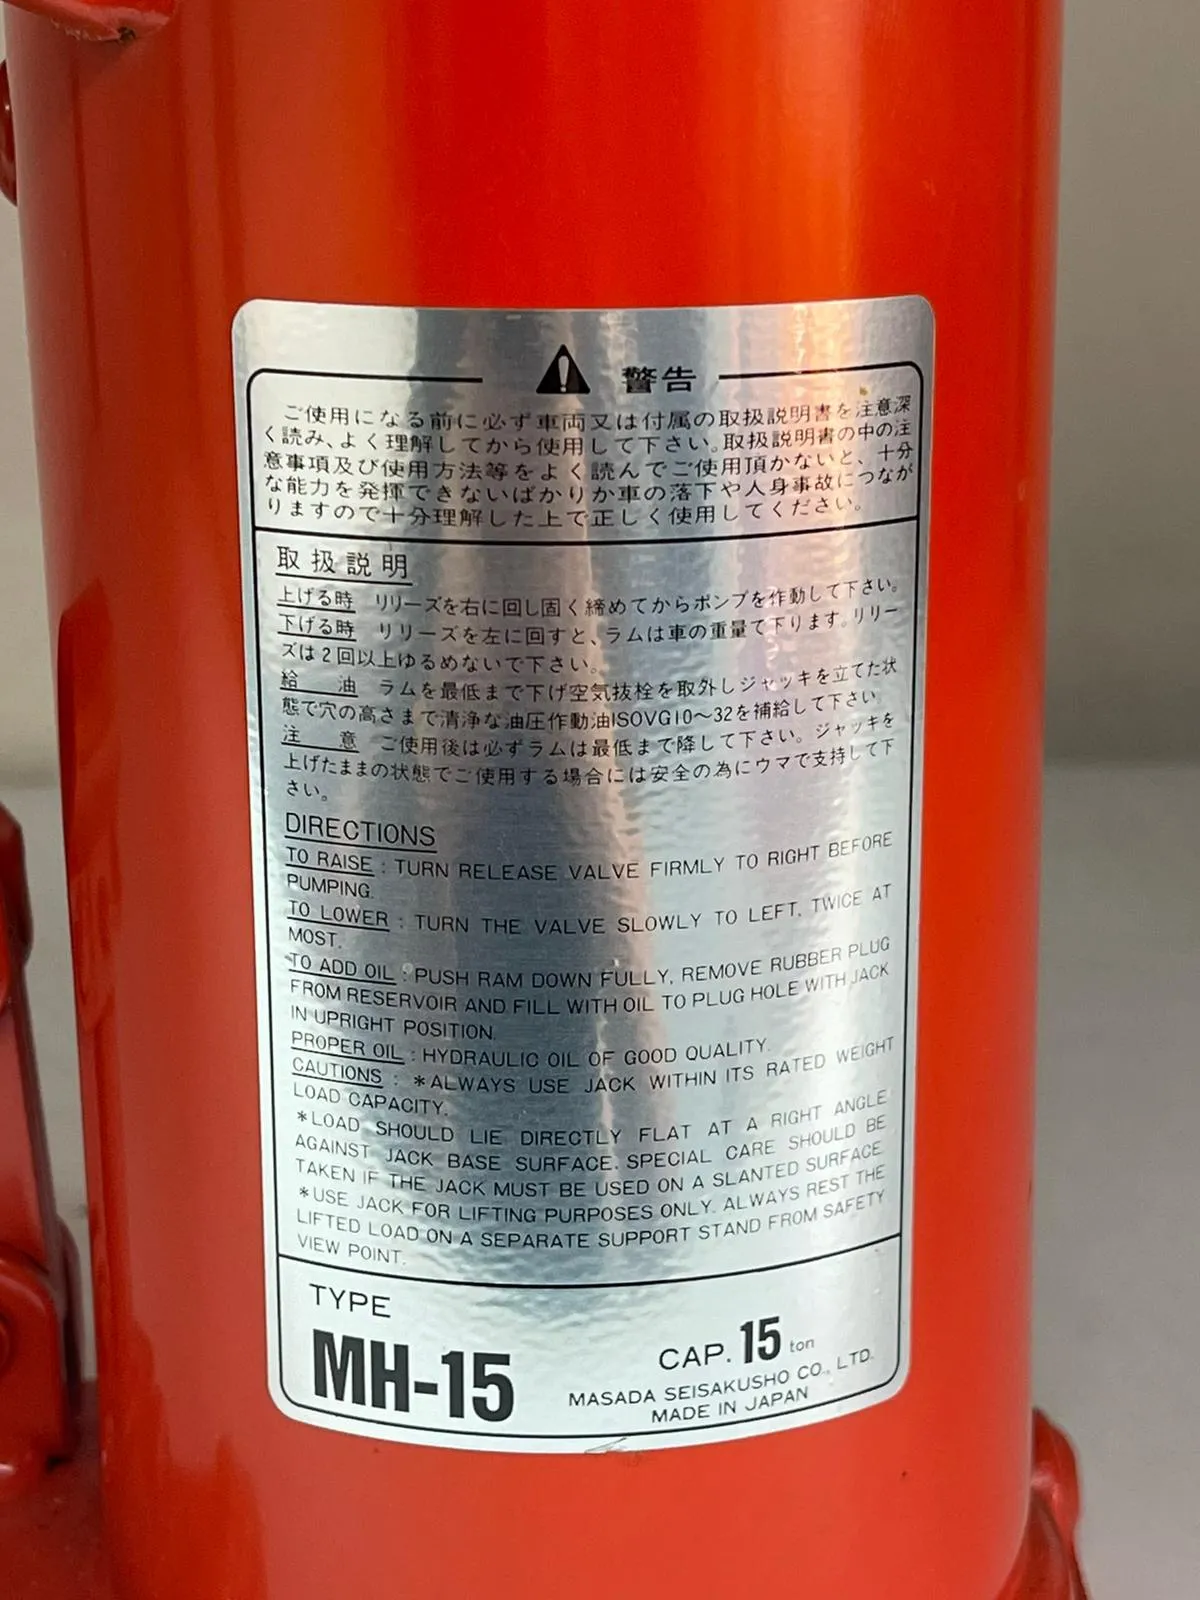 警告
ご使用になる前に必ず車両又は付属の取扱説明書を注意深
く読み、よく理解してから使用して下さい。取扱説明書の中の注
意事項及び使用方法等をよく読んでご使用頂かないと、十分
な能力を発揮できないばかりか車の落下や人身事故につなが
りますので十分理解した上で正しく使用してください。
取扱説明
上げる時 リリーズを右に回し固く締めてからポンプを作動して下さい。
下げる時 リリーズを左に回すと、ラムは車の重量で下ります。リリー
ズは2回以上ゆるめないで下さい。
給油 ラムを最低まで下げ空気抜栓を取外しジャッキを立てた状
態で穴の高さまで清浄な油圧作動油ISOVG10〜32を補給して下さい。
注意 ご使用後は必ずラムは最低まで降して下さい。ジャッキを
上げたままの状態でご使用する場合には安全の為にウマで支持して下
さい。
DIRECTIONS
TO RAISE : TURN RELEASE VALVE FIRMLY TO RIGHT BEFORE
PUMPING.
TO LOWER : TURN THE VALVE SLOWLY TO LEFT, TWICE AT
MOST.
TO ADD OIL : PUSH RAM DOWN FULLY, REMOVE RUBBER PLUG
FROM RESERVOIR AND FILL WITH OIL TO PLUG HOLE WITH JACK
IN UPRIGHT POSITION.
PROPER OIL : HYDRAULIC OIL OF GOOD QUALITY.
CAUTIONS : *ALWAYS USE JACK WITHIN ITS RATED WEIGHT
LOAD CAPACITY.
*LOAD SHOULD LIE DIRECTLY FLAT AT A RIGHT ANGLE
AGAINST JACK BASE SURFACE. SPECIAL CARE SHOULD BE
TAKEN IF THE JACK MUST BE USED ON A SLANTED SURFACE.
*USE JACK FOR LIFTING PURPOSES ONLY. ALWAYS REST THE
LIFTED LOAD ON A SEPARATE SUPPORT STAND FROM SAFETY
VIEW POINT.
TYPE
MH-15
CAP. 15 ton
MASADA SEISAKUSHO CO., LTD.
MADE IN JAPAN